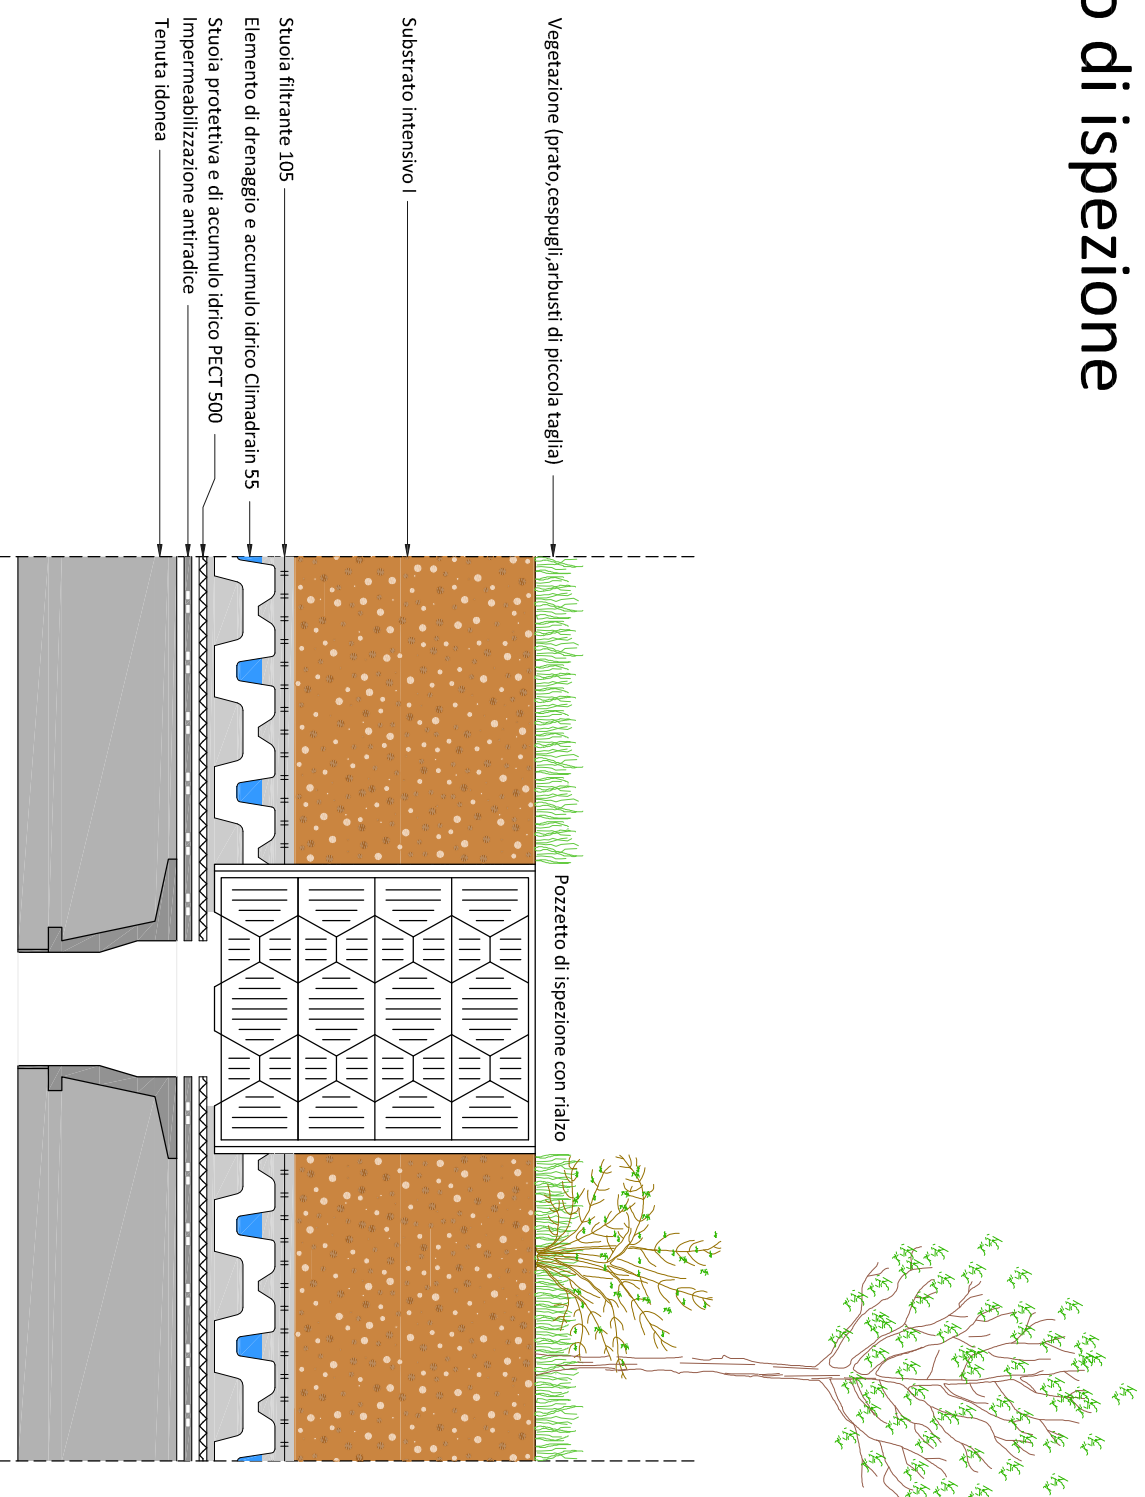 di ispezione
Vegetazione (prato,cespugli,arbusti di piccola taglia)
Substrato intensivo I
Stuoia filtrante 105
Elemento di drenaggio e accumulo idrico Climadrain 55
Stuoia protettiva e di accumulo idrico PECT 500
Impermeabilizzazione antiradice
Tenuta idonea
Pozzetto di ispezione con rialzo